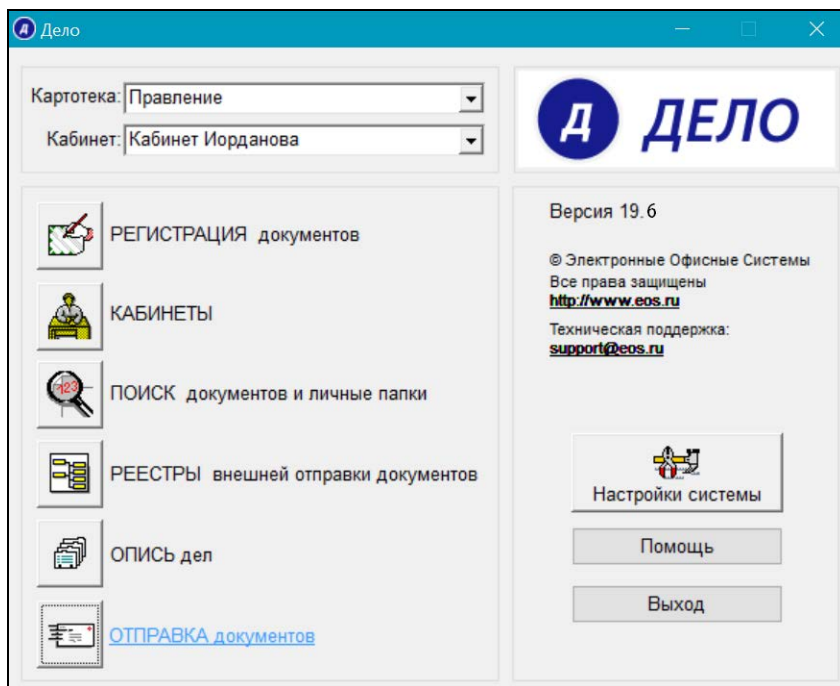 Дело
Картотека: Правление
Кабинет: Кабинет Иорданова
Д ДЕЛО
РЕГИСТРАЦИЯ документов
КАБИНЕТЫ
123
ПОИСК документов и личные папки
РЕЕСТРЫ внешней отправки документов
ОПИСЬ дел
ОТПРАВКА документов
Версия 19.6
© Электронные Офисные Системы
Все права защищены
http://www.eos.ru
Техническая поддержка:
support@eos.ru
Настройки системы
Помощь
Выход